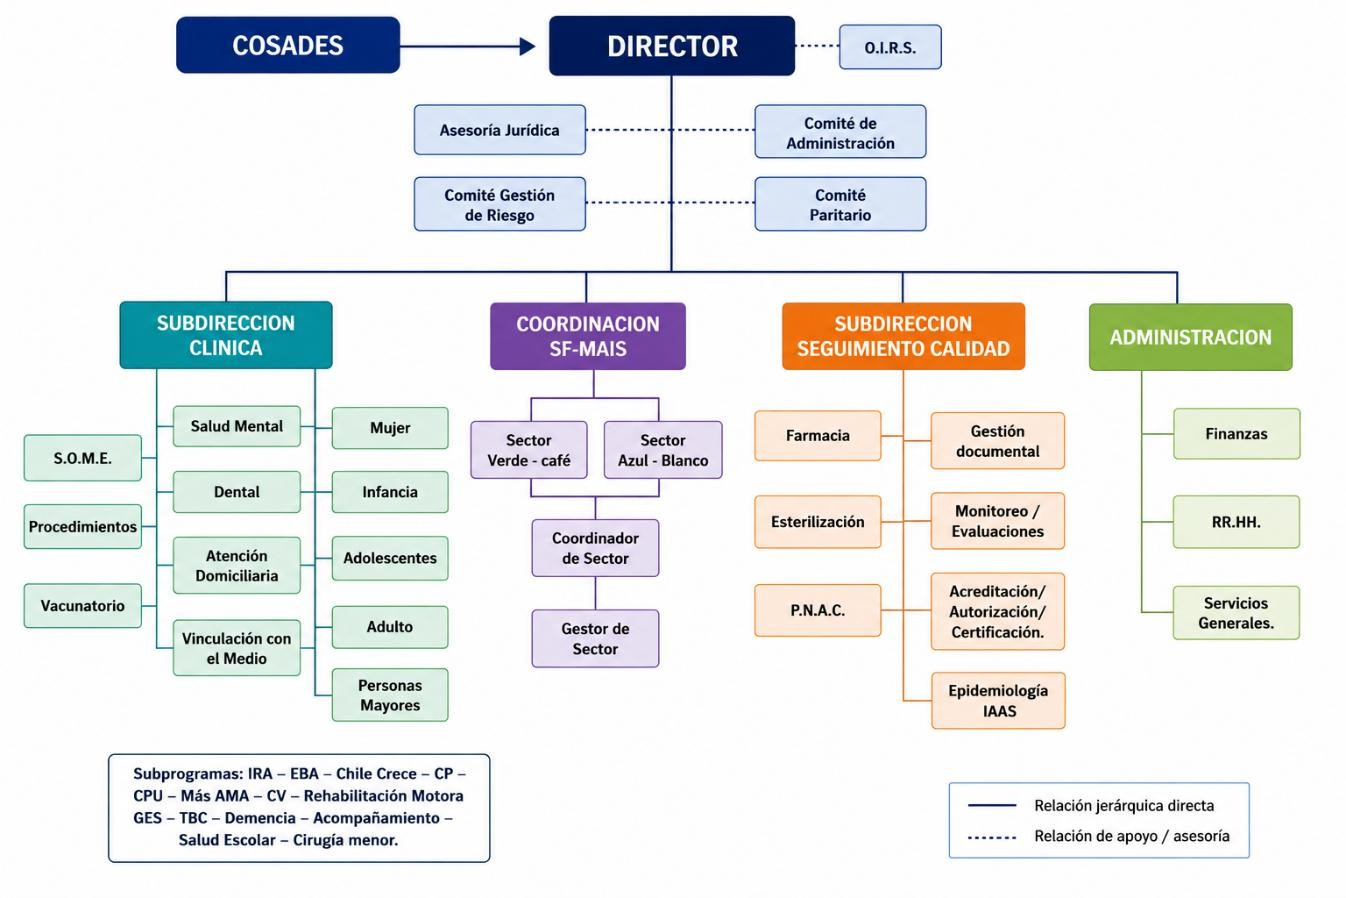 COSADES
DIRECTOR
O.I.R.S.
Asesoría Jurídica
Comité de
Administración
Comité Gestión
de Riesgo
Comité
Paritario
SUBDIRECCION
CLINICA
COORDINACION
SF-MAIS
SUBDIRECCION
SEGUIMIENTO CALIDAD
ADMINISTRACION
S.O.M.E.
Procedimientos
Vacunatorio
Salud Mental
Dental
Atención
Domiciliaria
Vinculación con
el Medio
Mujer
Infancia
Adolescentes
Adulto
Personas
Mayores
Sector
Verde - café
Sector
Azul - Blanco
Coordinador
de Sector
Gestor de
Sector
Farmacia
Esterilización
P.N.A.C.
Gestión
documental
Monitoreo /
Evaluaciones
Acreditación/
Autorización/
Certificación.
Epidemiología
IAAS
Finanzas
RR.HH.
Servicios
Generales.
Subprogramas: IRA – EBA – Chile Crece – CP –
CPU – Más AMA – CV – Rehabilitación Motora
GES – TBC – Demencia – Acompañamiento –
Salud Escolar – Cirugía menor.
Relación jerárquica directa
Relación de apoyo / asesoría